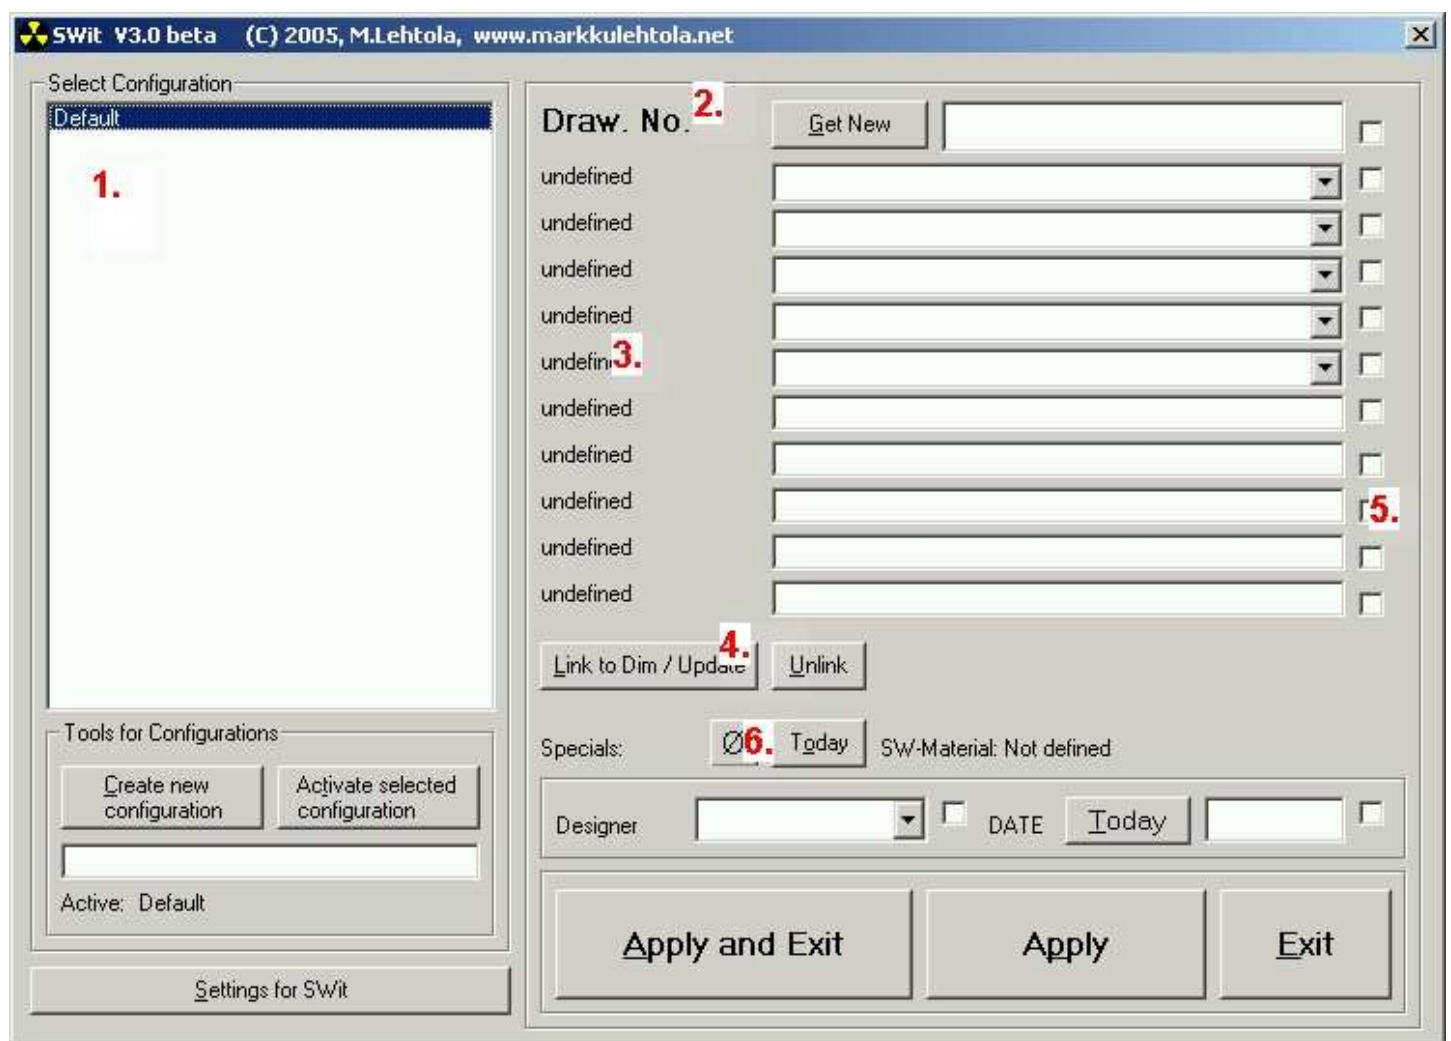 SWit V3.0 beta (C) 2005, M.Lehtola, www.markkulehtola.net
Select Configuration
Default
1.
Tools for Configurations
Create new
configuration
Activate selected
configuration
Active: Default
Settings for SWit
Draw. No. 2.
Get New
undefined
undefined
undefined
undefined
3.
undefined
undefined
undefined
5.
undefined
undefined
4.
Link to Dim / Update
Unlink
Specials: Ø 6. Today SW-Material: Not defined
Designer DATE Today
Apply and Exit
Apply
Exit